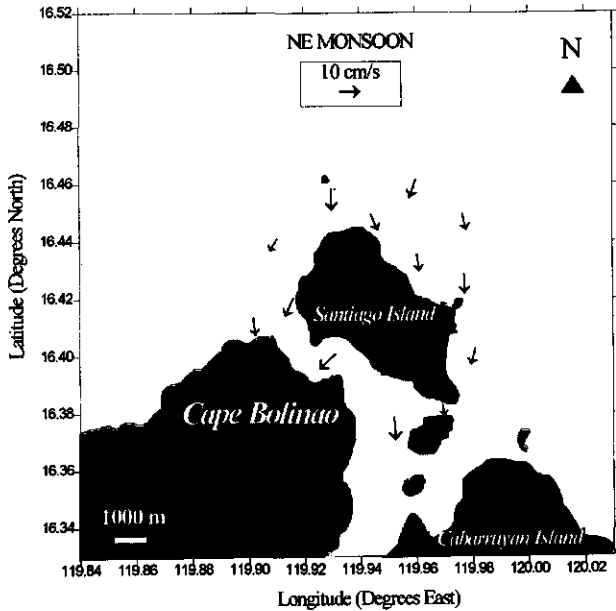 16.52
NE MONSOON
N
10 cm/s
16.50
16.48
16.46
16.44
16.42
16.40
16.38
16.36
16.34
Latitude (Degrees North)
Santiago Island
Cape Bolinao
1000 m
Cabarruyan Island
119.84 119.88 119.90 119.92 119.94 119.96 119.98 120.00 120.02
Longitude (Degrees East)